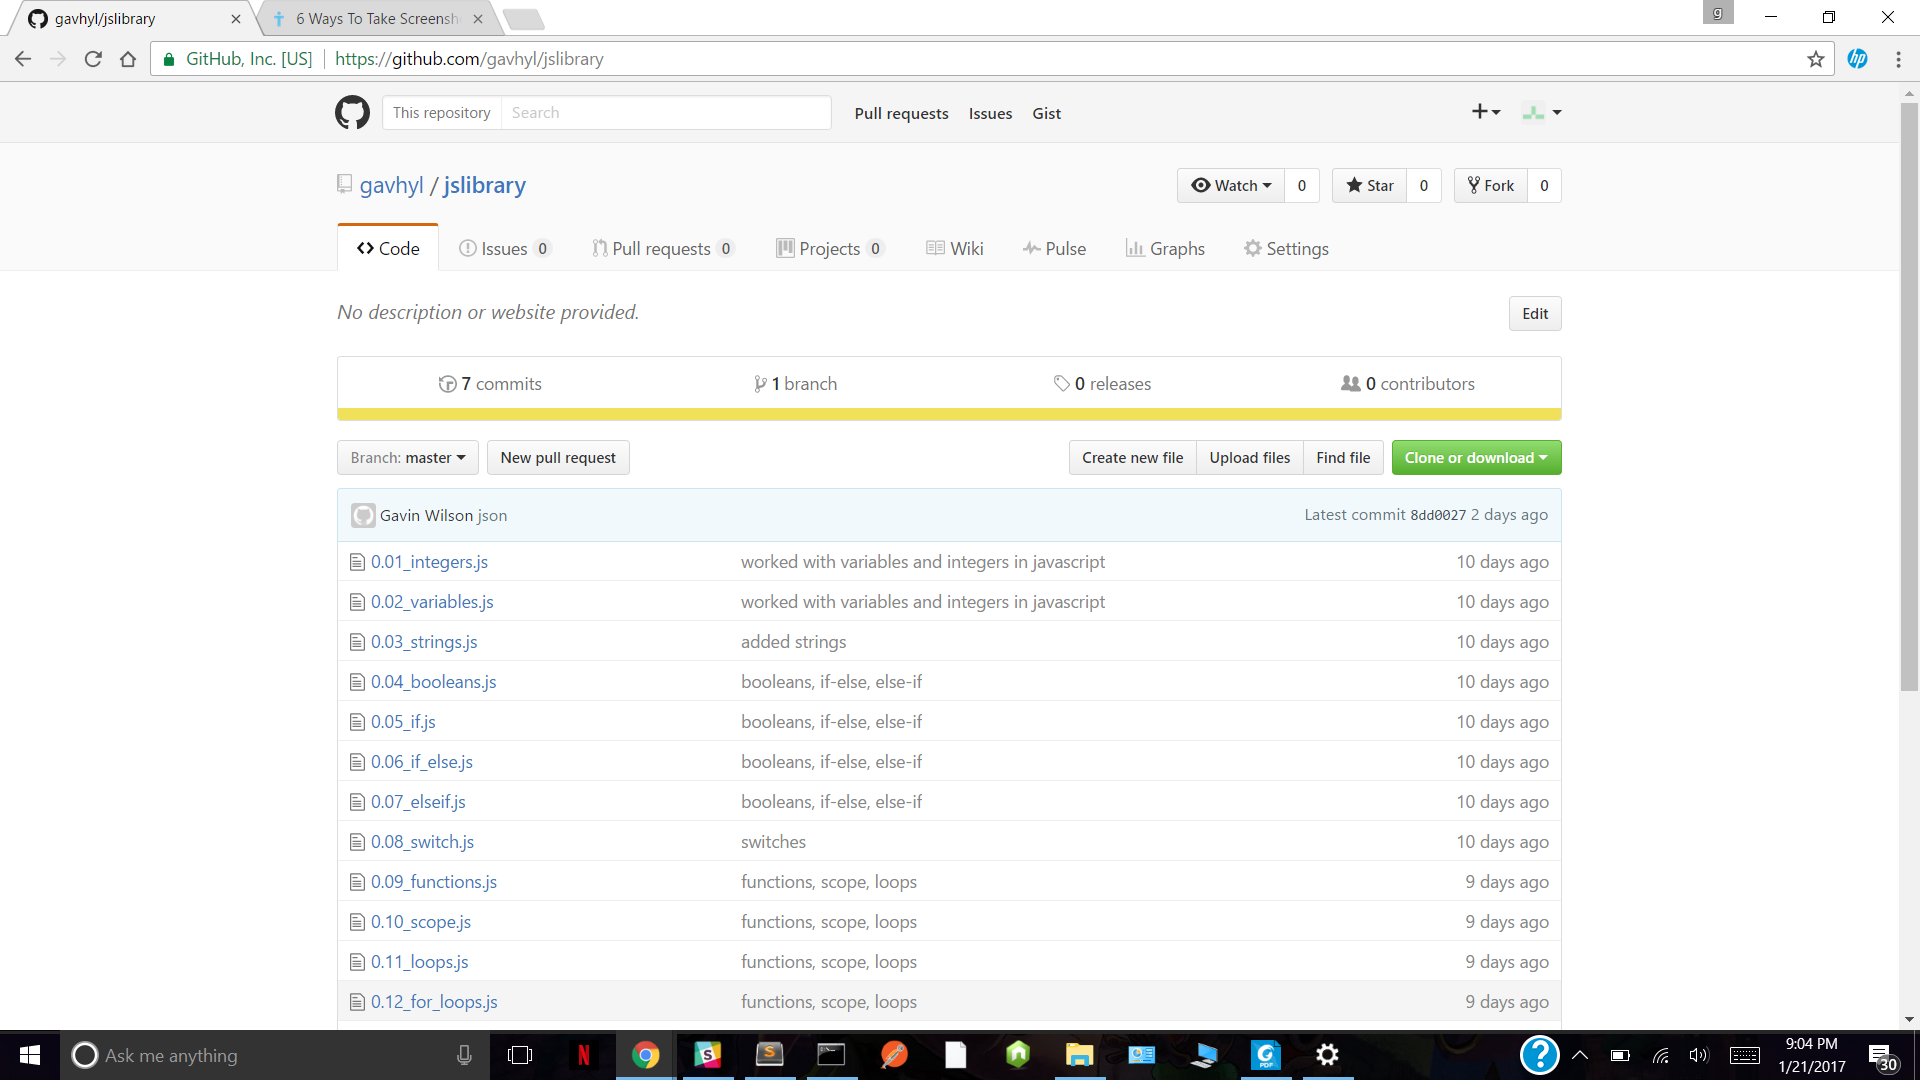 gavhyl/jslibrary
6 Ways To Take Screensh
g
GitHub, Inc. [US] https://github.com/gavhyl/jslibrary
hp
This repository Search Pull requests Issues Gist
gavhyl / jslibrary
Watch 0 Star 0 Fork 0
Code Issues 0 Pull requests 0 Projects 0 Wiki Pulse Graphs Settings
No description or website provided. Edit
7 commits 1 branch 0 releases 0 contributors
Branch: master New pull request Create new file Upload files Find file Clone or download
Gavin Wilson json Latest commit 8dd0027 2 days ago
0.01_integers.js worked with variables and integers in javascript 10 days ago
0.02_variables.js worked with variables and integers in javascript 10 days ago
0.03_strings.js added strings 10 days ago
0.04_booleans.js booleans, if-else, else-if 10 days ago
0.05_if.js booleans, if-else, else-if 10 days ago
0.06_if_else.js booleans, if-else, else-if 10 days ago
0.07_elseif.js booleans, if-else, else-if 10 days ago
0.08_switch.js switches 10 days ago
0.09_functions.js functions, scope, loops 9 days ago
0.10_scope.js functions, scope, loops 9 days ago
0.11_loops.js functions, scope, loops 9 days ago
0.12_for_loops.js functions, scope, loops 9 days ago
Ask me anything
N
S
S
PDF
?
9:04 PM
1/21/2017
30